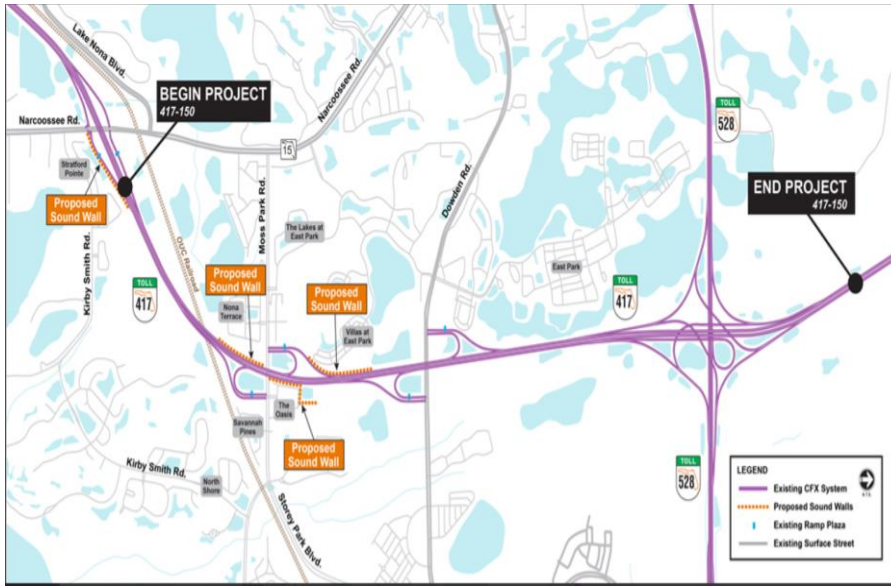 Lake Nona Blvd.
BEGIN PROJECT
417-150
Narcoossee Rd.
Narcoossee Rd.
15
TOLL
528
Stratford
Pointe
Proposed
Sound Wall
Kirby Smith Rd.
OUC Railroad
Moss Park Rd.
The Lakes at
East Park
Dowden Rd.
END PROJECT
417-150
TOLL
417
Proposed
Sound Wall
Nona
Terrace
Proposed
Sound Wall
Villas at
East Park
East Park
TOLL
417
Savannah
Pines
The
Oasis
Proposed
Sound Wall
Kirby Smith Rd.
North
Shore
Storey Park Blvd.
TOLL
528
LEGEND
Existing CFX System
Proposed Sound Walls
Existing Ramp Plaza
Existing Surface Street